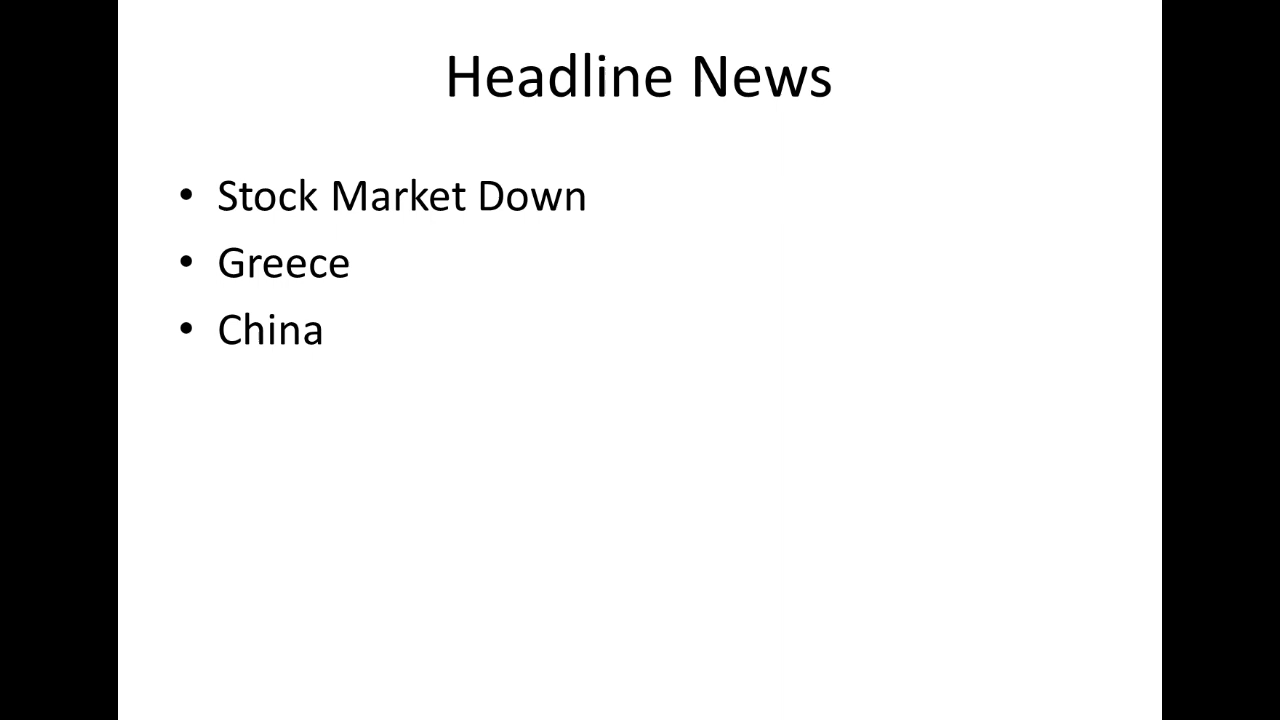 Headline News
• Stock Market Down
• Greece
• China